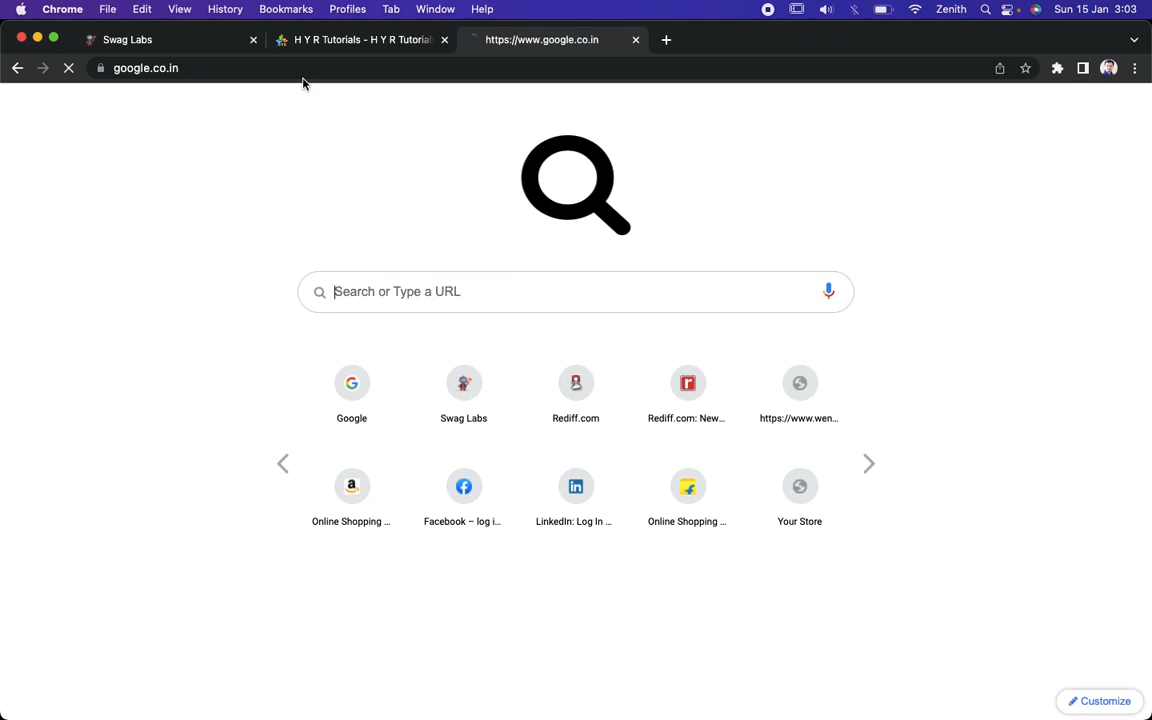 Chrome File Edit View History Bookmarks Profiles Tab Window Help Zenith Sun 15 Jan 3:03
Swag Labs H Y R Tutorials - H Y R Tutorial https://www.google.co.in
google.co.in
Search or Type a URL
Google Swag Labs Rediff.com Rediff.com: New... https://www.wen...
Online Shopping ... Facebook – log i... LinkedIn: Log In ... Online Shopping ... Your Store
Customize